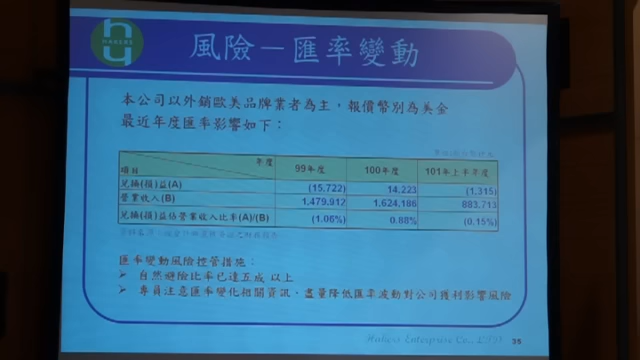 HAKERS
風險－匯率變動
本公司以外銷歐美品牌業者為主，報價幣別為美金
最近年度匯率影響如下：
年度
項目 99年度 100年度 101年上半年度
兌換(損)益(A) (15,722) 14,223 (1,315)
營業收入(B) 1,479,912 1,624,186 883,713
兌換(損)益佔營業收入比率(A)/(B) (1.06%) 0.88% (0.15%)
匯率變動風險控管措施：
➢ 自然避險比率已達五成 以上
➢ 專員注意匯率變化相關資訊，盡量降低匯率波動對公司獲利影響風險
Hakers Enterprise Co., LTD
35